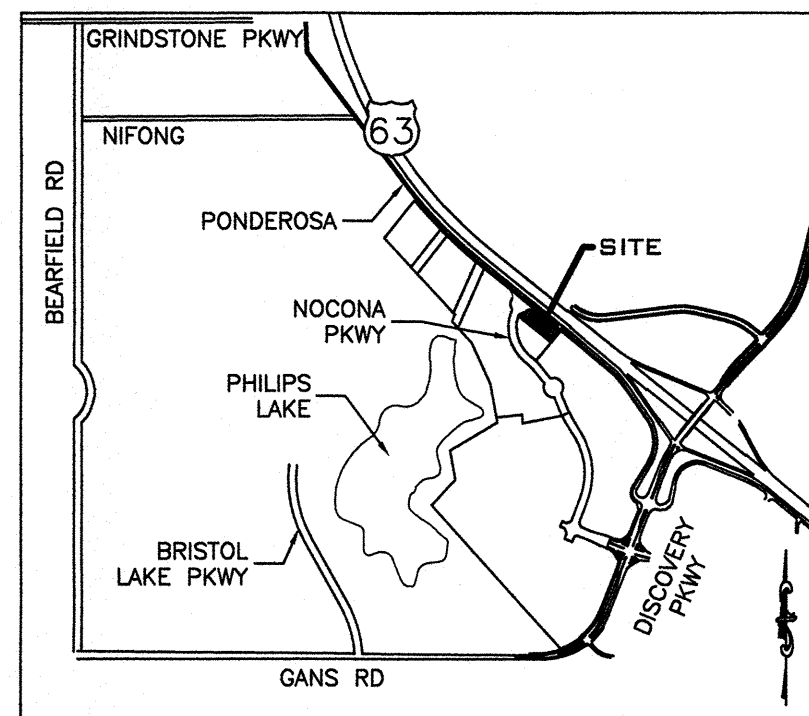 GRINDSTONE PKWY
63
NIFONG
BEARFIELD RD
PONDEROSA
SITE
NOCONA
PKWY
PHILIPS
LAKE
BRISTOL
LAKE PKWY
DISCOVERY
PKWY
GANS RD